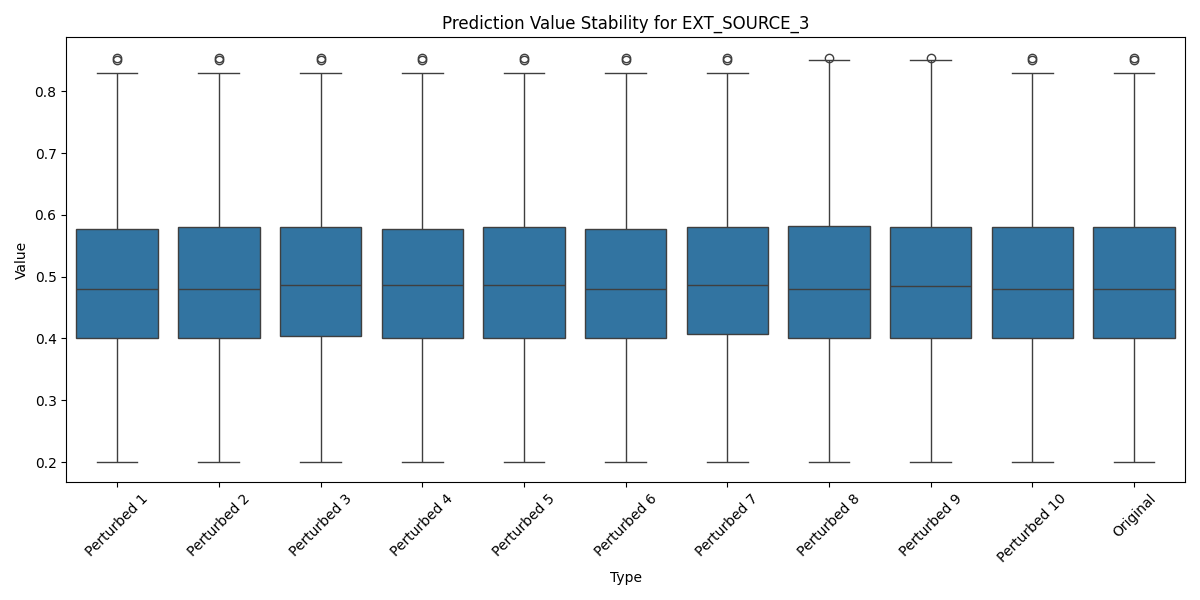 Prediction Value Stability for EXT_SOURCE_3
Value
0.8
0.7
0.6
0.5
0.4
0.3
0.2
Perturbed 1
Perturbed 2
Perturbed 3
Perturbed 4
Perturbed 5
Perturbed 6
Perturbed 7
Perturbed 8
Perturbed 9
Perturbed 10
Original
Type